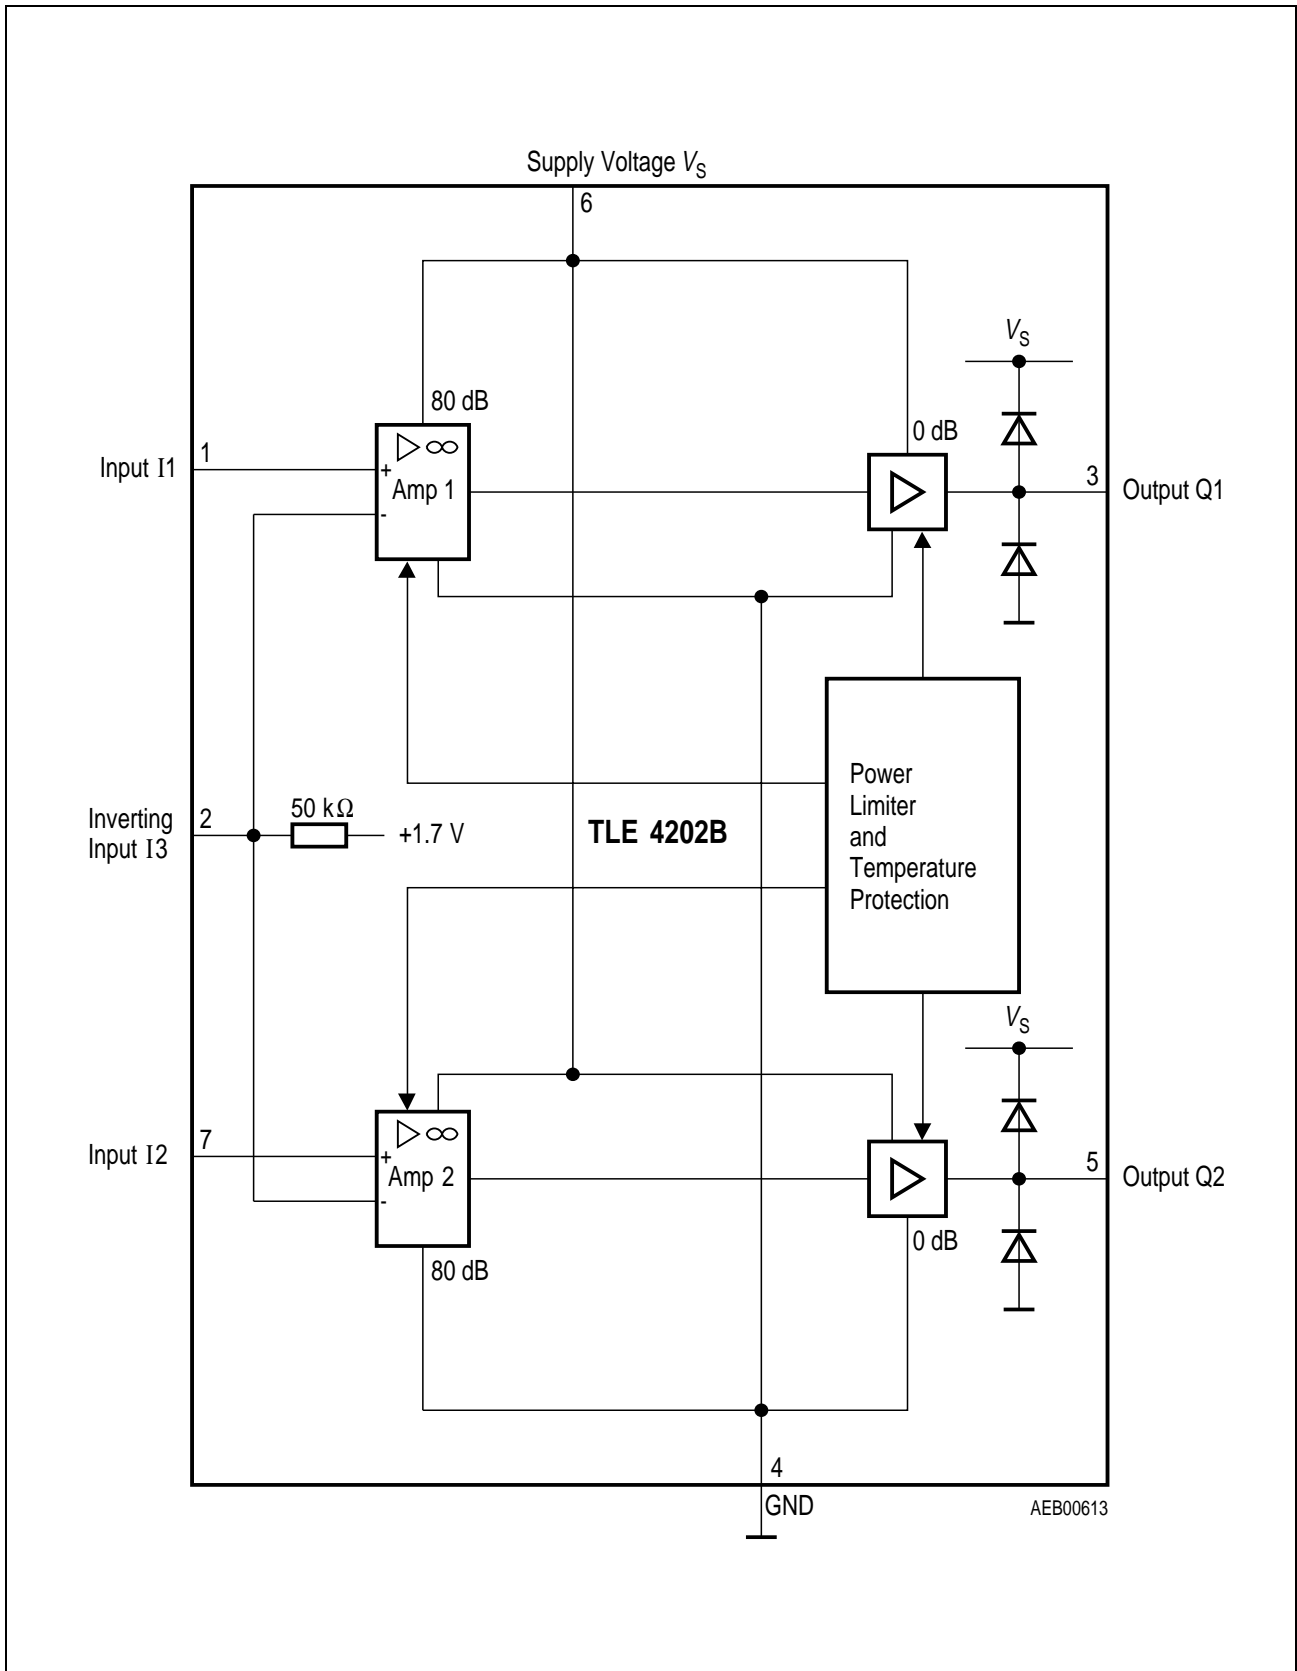 Supply Voltage VS
6
VS
80 dB
0 dB
1
Input I1
+
Amp 1
-
3
Output Q1
Inverting
Input I3
2
50 kΩ
+1.7 V
TLE 4202B
Power
Limiter
and
Temperature
Protection
VS
7
Input I2
+
Amp 2
-
5
Output Q2
80 dB
0 dB
4
GND
AEB00613